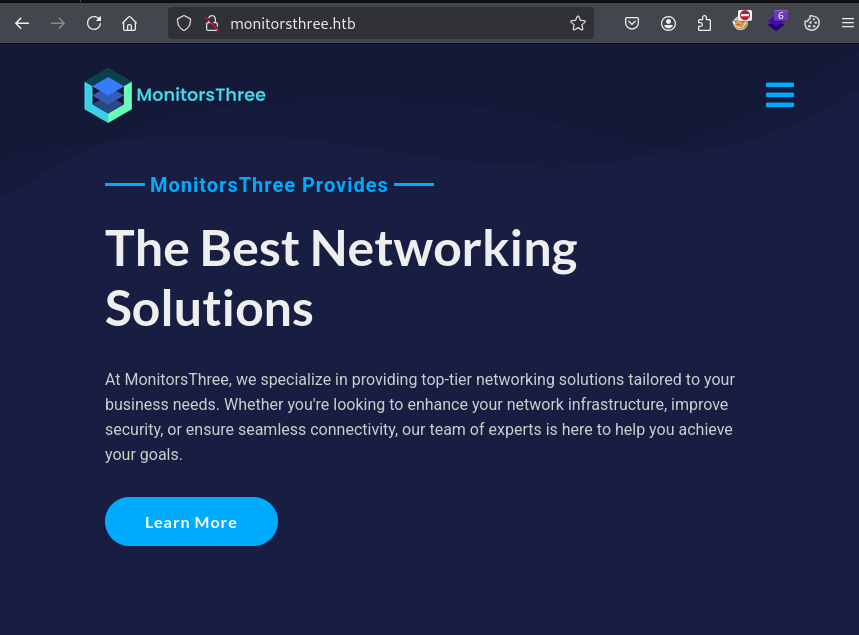 monitorsthree.htb
6
MonitorsThree
MonitorsThree Provides
The Best Networking
Solutions
At MonitorsThree, we specialize in providing top-tier networking solutions tailored to your
business needs. Whether you're looking to enhance your network infrastructure, improve
security, or ensure seamless connectivity, our team of experts is here to help you achieve
your goals.
Learn More